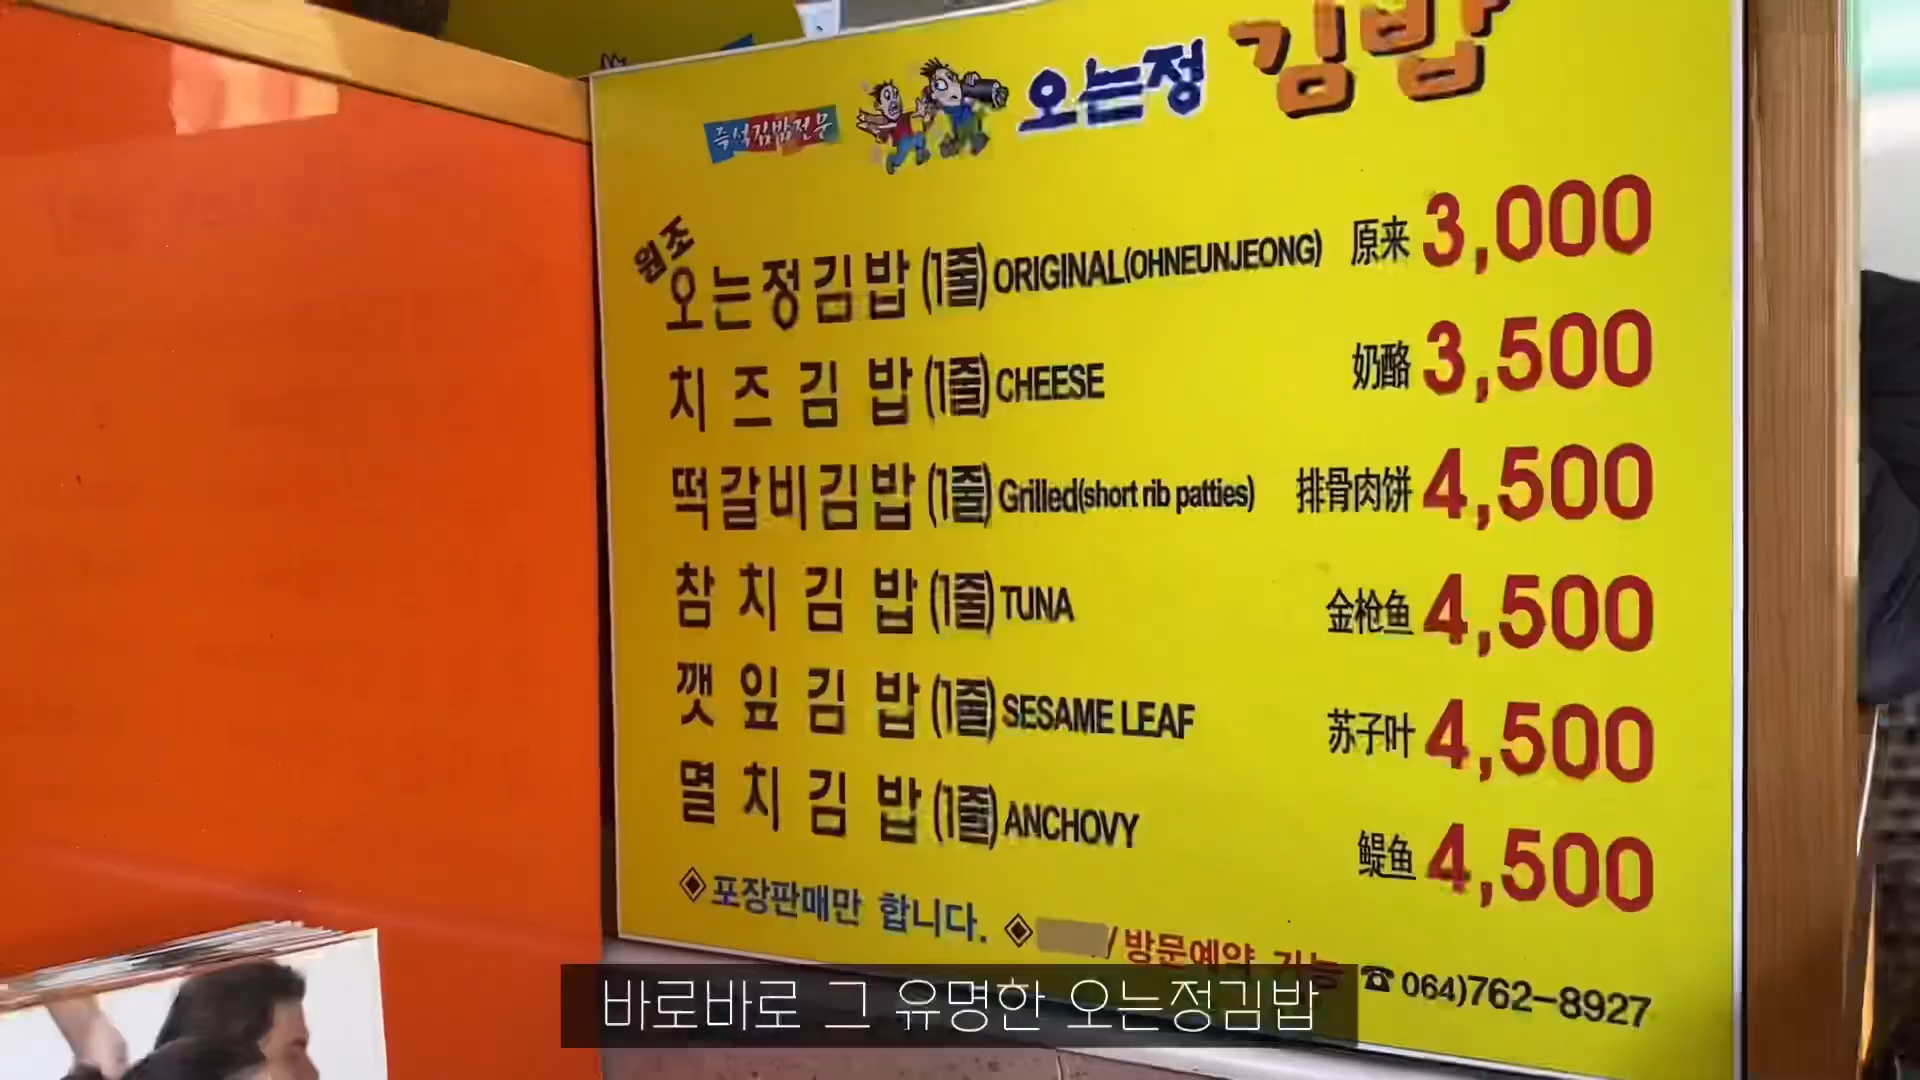 즉석김밥전문 오는정 김밥
원조
오는정김밥 (1줄) ORIGINAL(OHNEUNJEONG) 原来 3,000
치즈김밥 (1줄) CHEESE 奶酪 3,500
떡갈비김밥 (1줄) Grilled(short rib patties) 排骨肉饼 4,500
참치김밥 (1줄) TUNA 金枪鱼 4,500
깻잎김밥 (1줄) SESAME LEAF 苏子叶 4,500
멸치김밥 (1줄) ANCHOVY 鳀鱼 4,500
◈포장판매만 합니다. ◈ /방문예약 가능 ☎ 064)762-8927
바로바로 그 유명한 오는정김밥